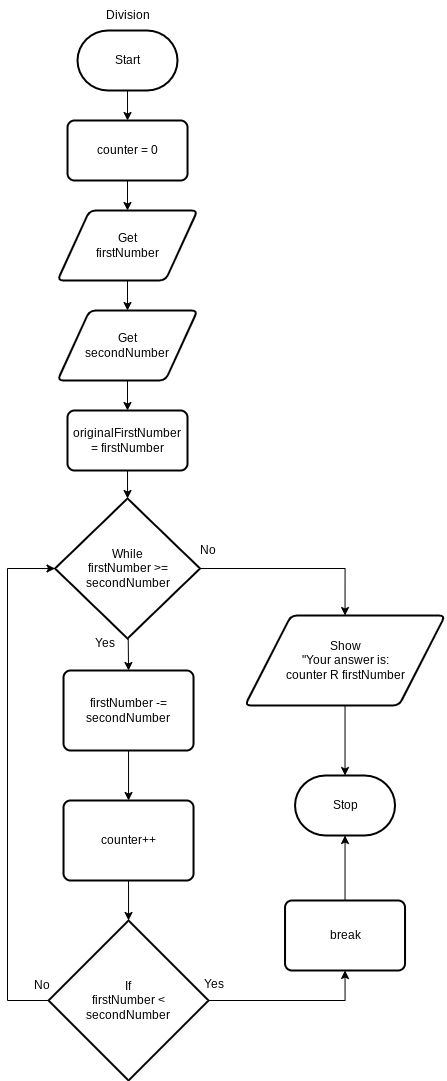 Division
Start
counter = 0
Get
firstNumber
Get
secondNumber
originalFirstNumber
= firstNumber
While
firstNumber >=
secondNumber
No
Yes
Show
"Your answer is:
counter R firstNumber
firstNumber -=
secondNumber
Stop
counter++
break
If
firstNumber <
secondNumber
No
Yes